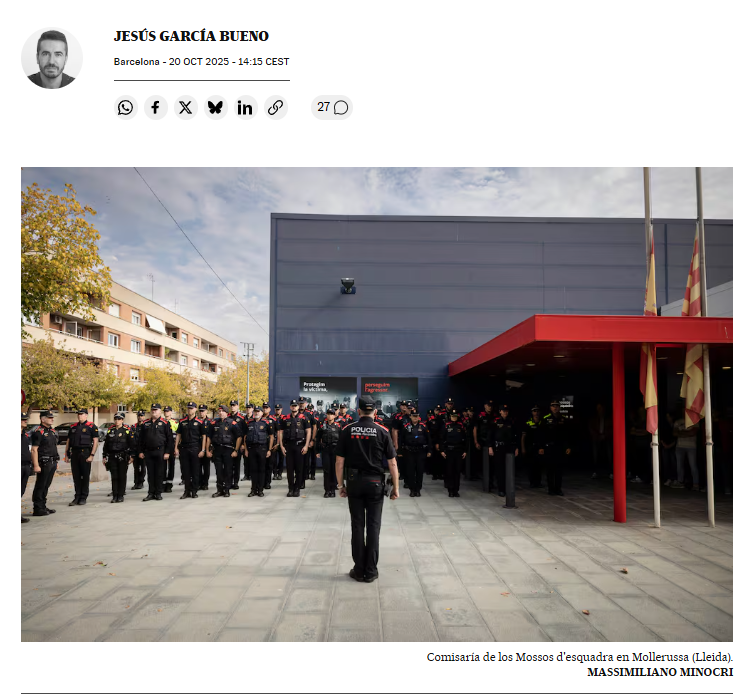 JESÚS GARCÍA BUENO
Barcelona - 20 OCT 2025 - 14:15 CEST
27
Protegim
la víctima,
perseguim
l'agressor.
POLICIA
Comisaría de los Mossos d'esquadra en Mollerussa (Lleida).
MASSIMILIANO MINOCRI